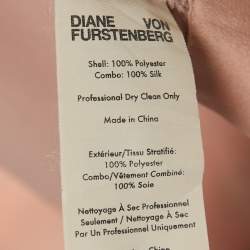 DIANE VON
FURSTENBERG
Shell: 100% Polyester
Combo: 100% Silk
Professional Dry Clean Only
Made in China
Extérieur/Tissu Stratifié:
100% Polyester
Combo/Vêtement Combiné:
100% Soie
Nettoyage À Sec Professionnel
Seulement / Nettoyage À Sec
Par Un Professionnel Uniquement
China